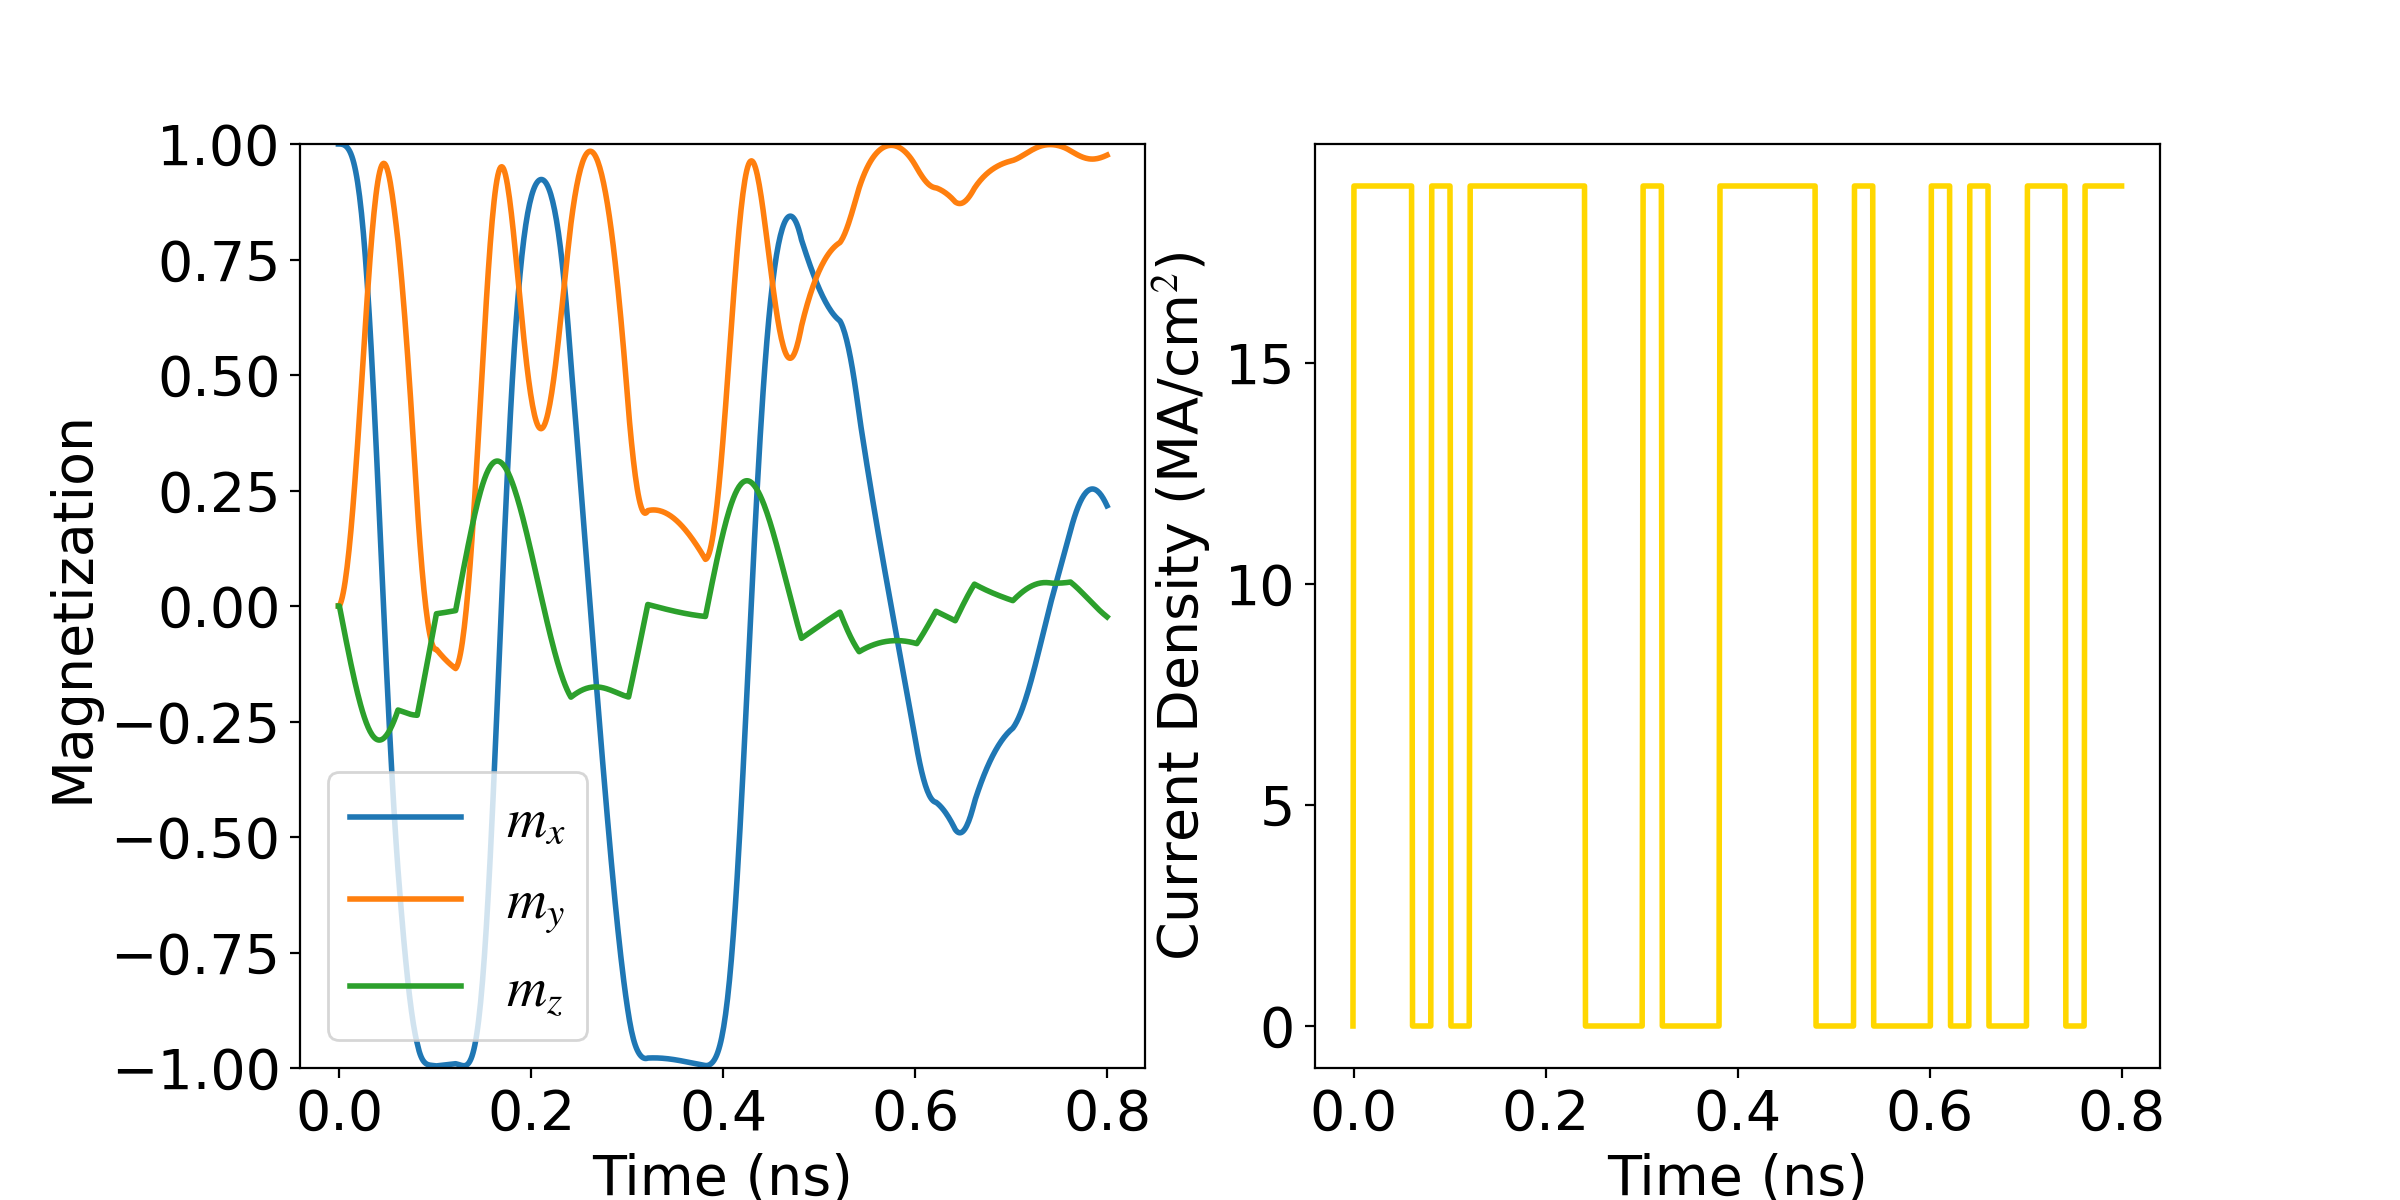 Magnetization
1.00
0.75
0.50
0.25
0.00
−0.25
−0.50
−0.75
−1.00
m_x
m_y
m_z
0.0 0.2 0.4 0.6 0.8
Time (ns)
Current Density (MA/cm²)
15
10
5
0
0.0 0.2 0.4 0.6 0.8
Time (ns)